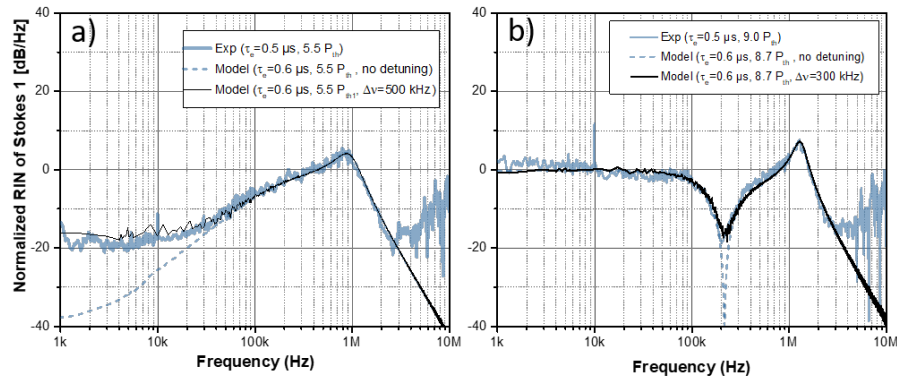 a)
Exp (τe=0.5 μs, 5.5 Pth)
Model (τe=0.6 μs, 5.5 Pth , no detuning)
Model (τe=0.6 μs, 5.5 Pth1, Δν=500 kHz)
Normalized RIN of Stokes 1 [dB/Hz]
40
20
0
-20
-40
1k
10k
100k
1M
10M
Frequency (Hz)
b)
Exp (τe=0.5 μs, 9.0 Pth)
Model (τe=0.6 μs, 8.7 Pth , no detuning)
Model (τe=0.6 μs, 8.7 Pth, Δν=300 kHz)
40
20
0
-20
-40
1k
10k
100k
1M
10M
Frequency (Hz)